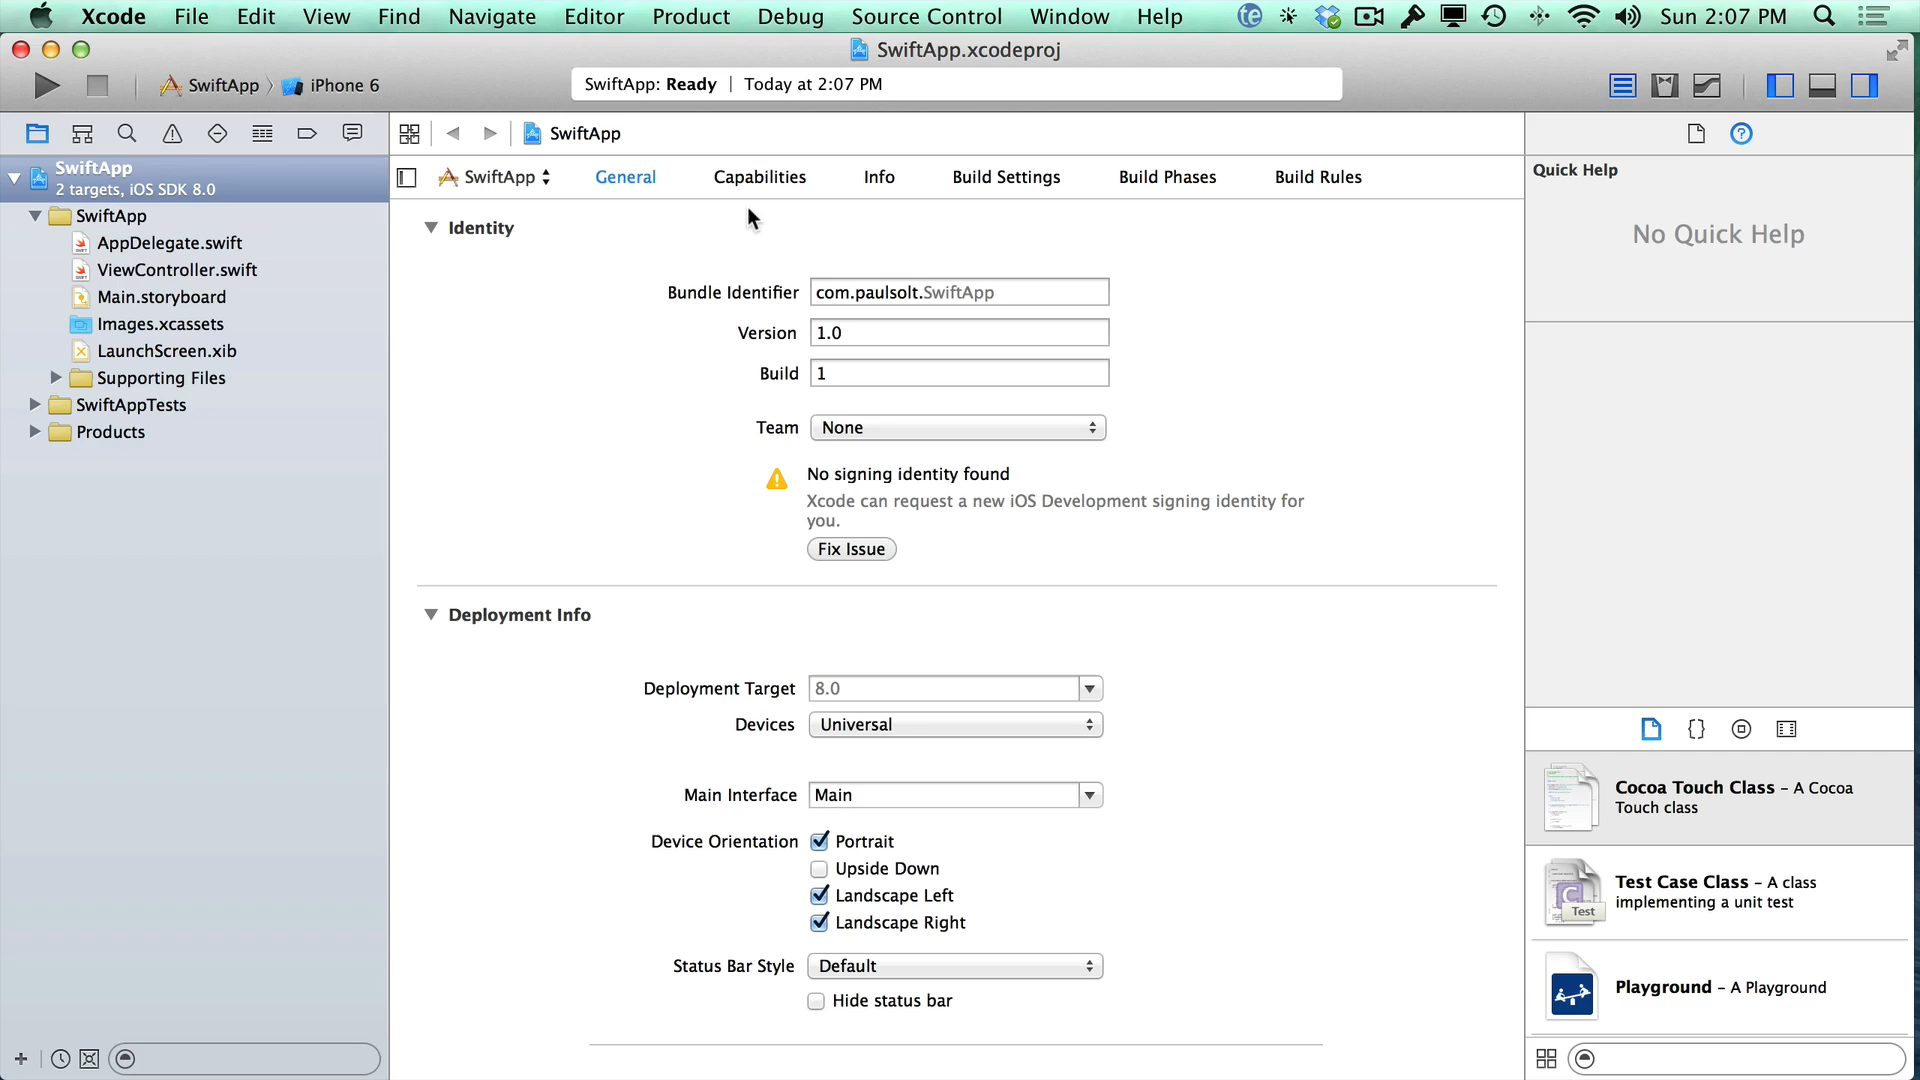 Xcode File Edit View Find Navigate Editor Product Debug Source Control Window Help te Sun 2:07 PM
SwiftApp.xcodeproj
SwiftApp iPhone 6
SwiftApp: Ready | Today at 2:07 PM
SwiftApp
SwiftApp
2 targets, iOS SDK 8.0
SwiftApp
AppDelegate.swift
ViewController.swift
Main.storyboard
Images.xcassets
LaunchScreen.xib
Supporting Files
SwiftAppTests
Products
SwiftApp General Capabilities Info Build Settings Build Phases Build Rules
Identity
Bundle Identifier com.paulsolt.SwiftApp
Version 1.0
Build 1
Team None
No signing identity found
Xcode can request a new iOS Development signing identity for
you.
Fix Issue
Deployment Info
Deployment Target 8.0
Devices Universal
Main Interface Main
Device Orientation Portrait
Upside Down
Landscape Left
Landscape Right
Status Bar Style Default
Hide status bar
Quick Help
No Quick Help
Cocoa Touch Class – A Cocoa
Touch class
Test Case Class – A class
implementing a unit test
C
Test
Playground – A Playground